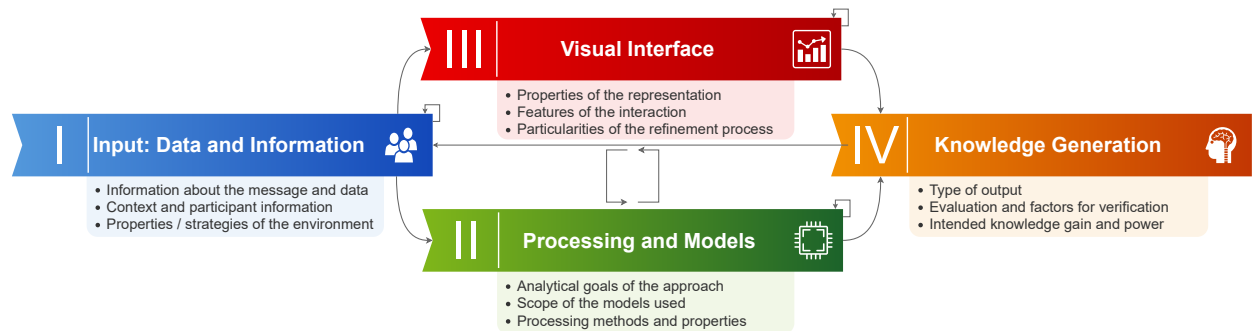 III
Visual Interface
• Properties of the representation
• Features of the interaction
• Particularities of the refinement process
I
Input: Data and Information
• Information about the message and data
• Context and participant information
• Properties / strategies of the environment
IV
Knowledge Generation
• Type of output
• Evaluation and factors for verification
• Intended knowledge gain and power
II
Processing and Models
• Analytical goals of the approach
• Scope of the models used
• Processing methods and properties